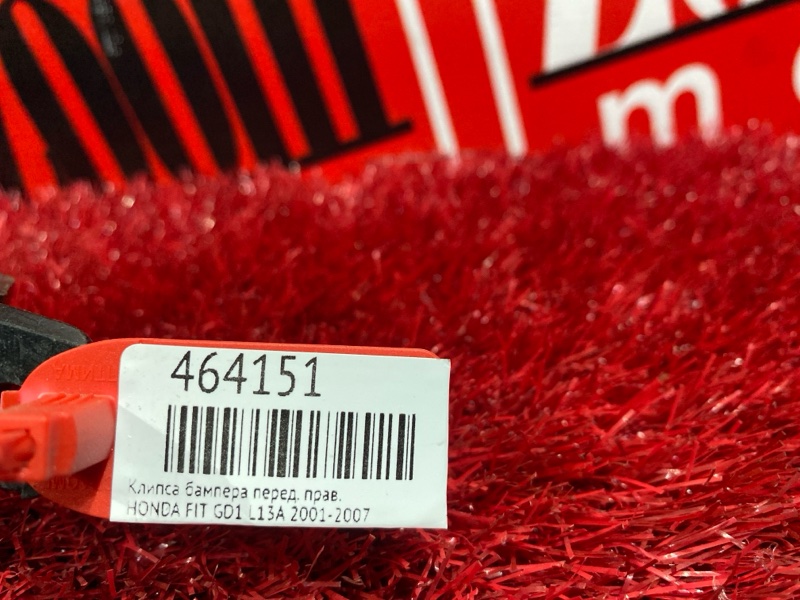 464151
Клипса бампера перед. прав.
HONDA FIT GD1 L13A 2001-2007